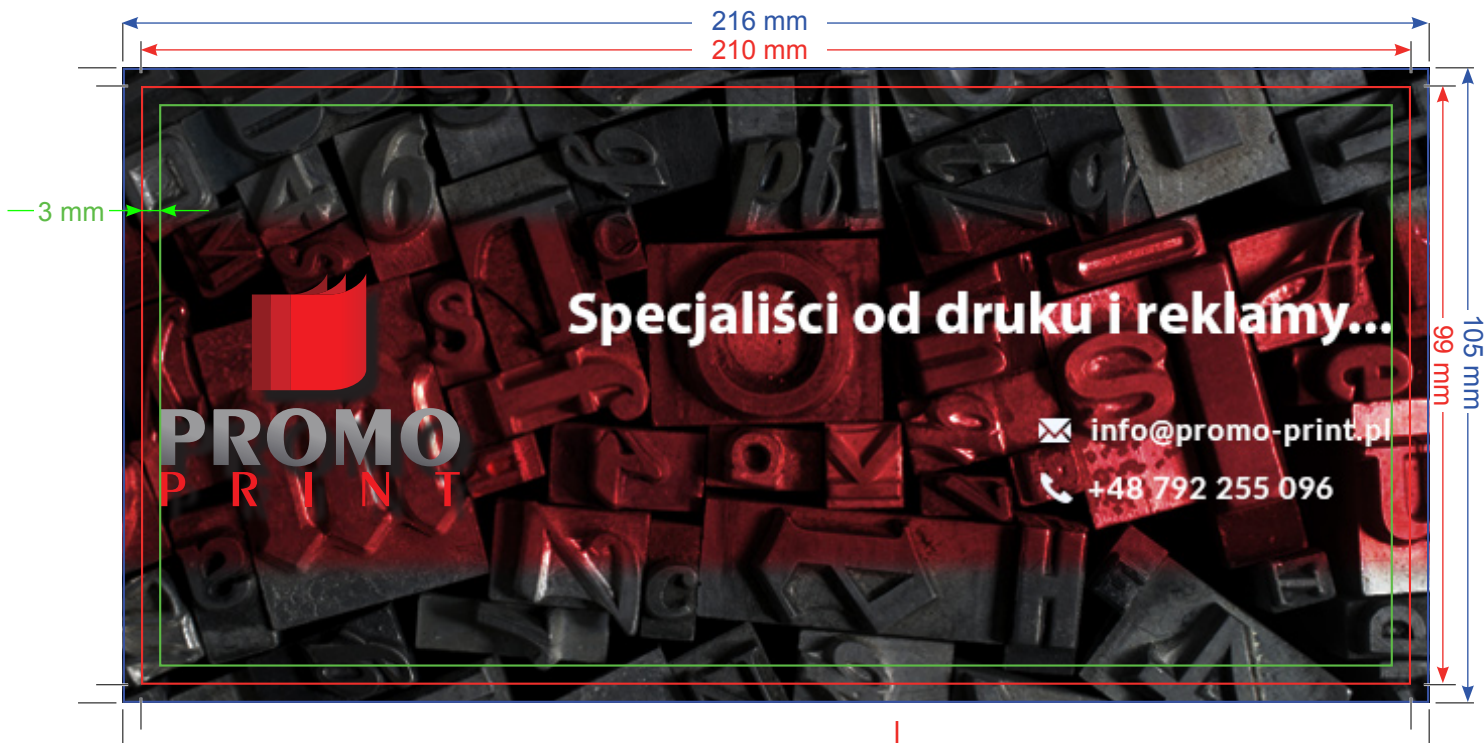 216 mm
210 mm
3 mm
Specjaliści od druku i reklamy...
99 mm
105 mm
PROMO
PRINT
info@promo-print.pl
+48 792 255 096